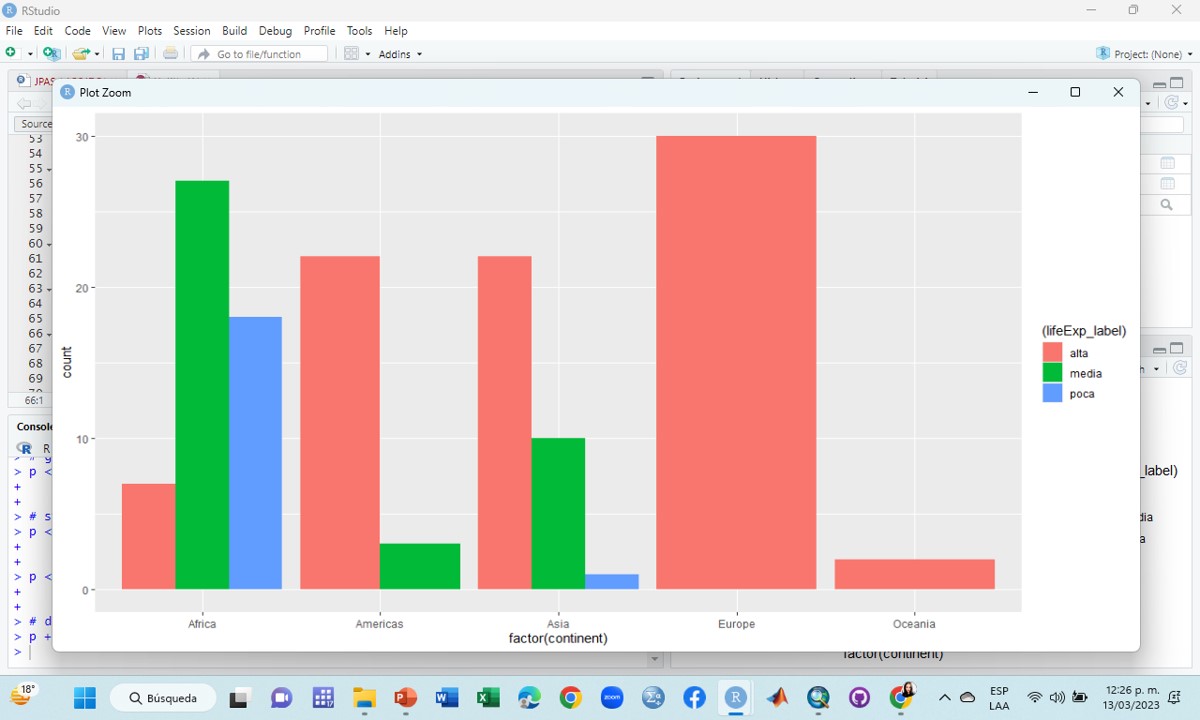 RStudio
File Edit Code View Plots Session Build Debug Profile Tools Help
Go to file/function Addins Project: (None)
Plot Zoom
Source
53
54
55
56
57
58
59
60
61
62
63
64
65
66
67
68
69
66:1
Console
R
> p <
+
+
> # s
> p <
+
+
> p <
+
+
> # d
> p +
>
30
20
10
0
count
Africa Americas Asia Europe Oceania
factor(continent)
(lifeExp_label)
alta
media
poca
_label)
dia
a
factor(continent)
18°
Búsqueda
zoom
ESP
LAA
12:26 p. m.
13/03/2023